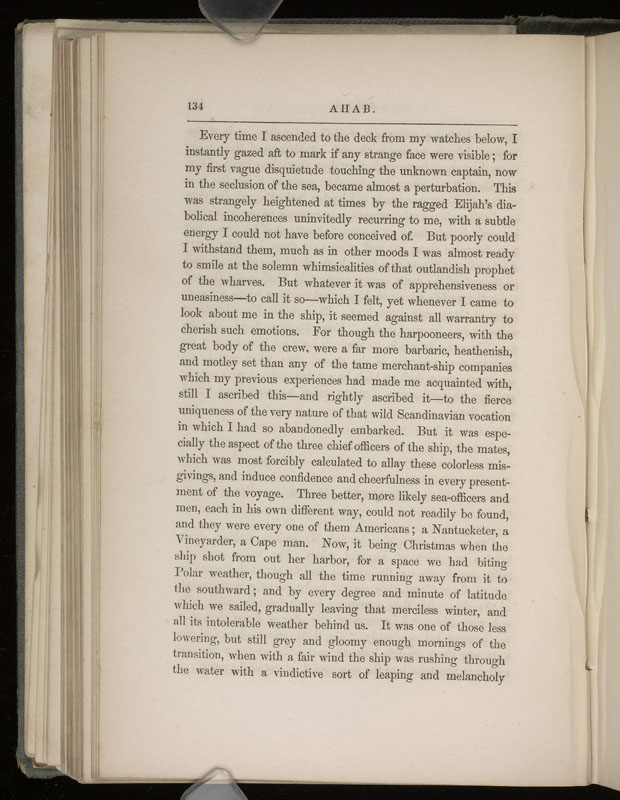 134
AHAB.
Every time I ascended to the deck from my watches below, I
instantly gazed aft to mark if any strange face were visible; for
my first vague disquietude touching the unknown captain, now
in the seclusion of the sea, became almost a perturbation. This
was strangely heightened at times by the ragged Elijah's dia-
bolical incoherences uninvitedly recurring to me, with a subtle
energy I could not have before conceived of. But poorly could
I withstand them, much as in other moods I was almost ready
to smile at the solemn whimsicalities of that outlandish prophet
of the wharves. But whatever it was of apprehensiveness or
uneasiness—to call it so—which I felt, yet whenever I came to
look about me in the ship, it seemed against all warrantry to
cherish such emotions. For though the harpooneers, with the
great body of the crew, were a far more barbaric, heathenish,
and motley set than any of the tame merchant-ship companies
which my previous experiences had made me acquainted with,
still I ascribed this—and rightly ascribed it—to the fierce
uniqueness of the very nature of that wild Scandinavian vocation
in which I had so abandonedly embarked. But it was espe-
cially the aspect of the three chief officers of the ship, the mates,
which was most forcibly calculated to allay these colorless mis-
givings, and induce confidence and cheerfulness in every present-
ment of the voyage. Three better, more likely sea-officers and
men, each in his own different way, could not readily be found,
and they were every one of them Americans; a Nantucketer, a
Vineyarder, a Cape man. Now, it being Christmas when the
ship shot from out her harbor, for a space we had biting
Polar weather, though all the time running away from it to
the southward; and by every degree and minute of latitude
which we sailed, gradually leaving that merciless winter, and
all its intolerable weather behind us. It was one of those less
lowering, but still grey and gloomy enough mornings of the
transition, when with a fair wind the ship was rushing through
the water with a vindictive sort of leaping and melancholy